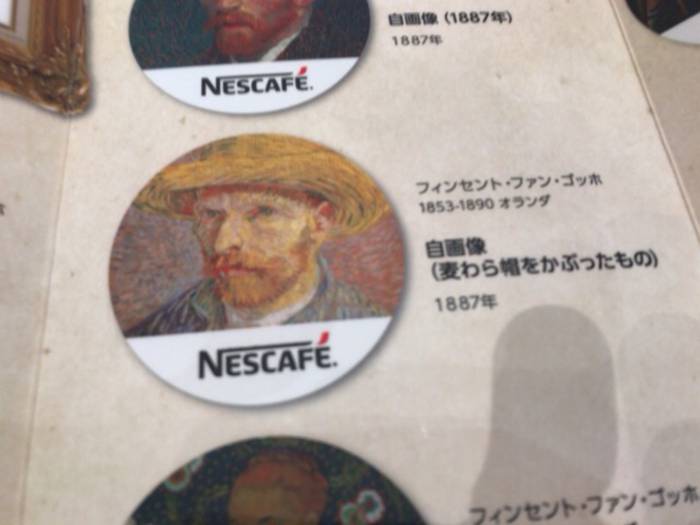 自画像 (1887年)
1887年
NESCAFÉ.
フィンセント・ファン・ゴッホ
1853-1890 オランダ
自画像
(麦わら帽をかぶったもの)
1887年
NESCAFÉ.
フィンセント・ファン・ゴッホ